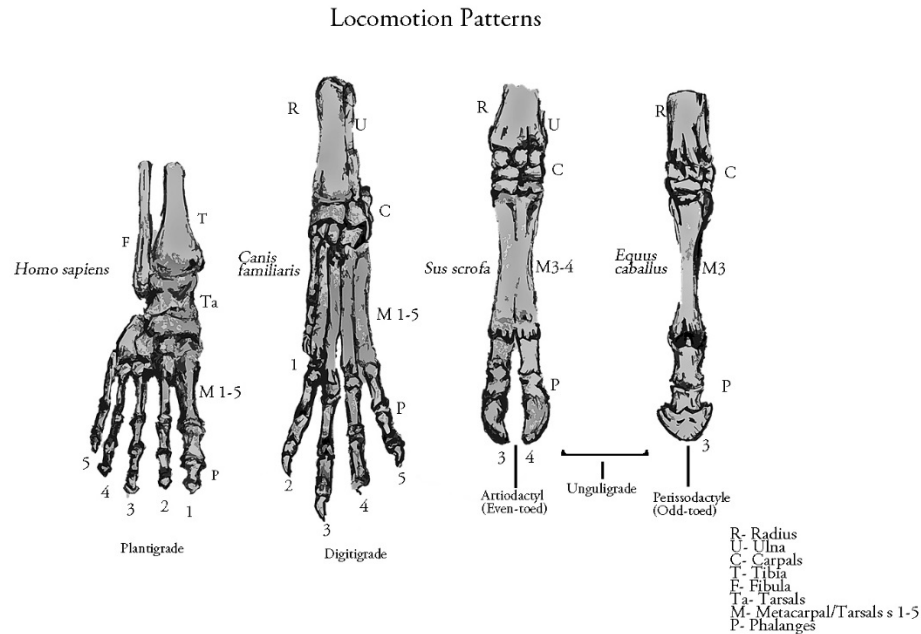 Locomotion Patterns
Homo sapiens
F
T
Ta
M 1-5
P
5
4
3
2
1
Plantigrade
Canis
familiaris
R
U
C
M 1-5
1
P
2
3
4
5
Digitigrade
Sus scrofa
R
U
C
M3-4
P
3
4
Artiodactyl
(Even-toed)
Unguligrade
Equus
caballus
R
C
M3
P
3
Perissodactyle
(Odd-toed)
R- Radius
U- Ulna
C- Carpals
T- Tibia
F- Fibula
Ta- Tarsals
M- Metacarpal/Tarsals s 1-5
P- Phalanges